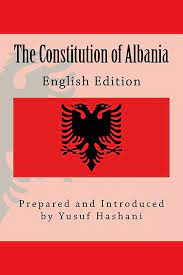 The Constitution of Albania
English Edition
Prepared and Introduced
by Yusuf Hashani